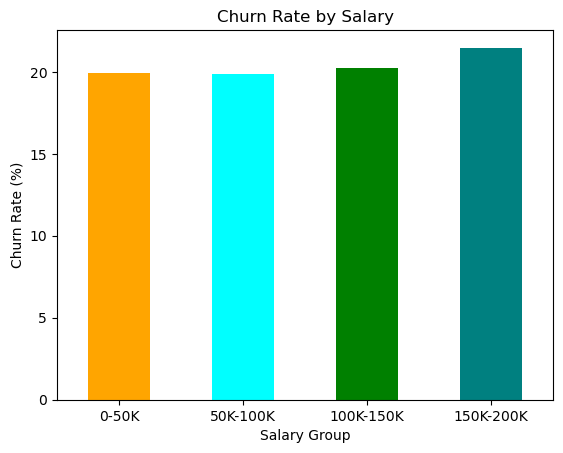 Churn Rate by Salary
Churn Rate (%)
20
15
10
5
0
0-50K
50K-100K
100K-150K
150K-200K
Salary Group